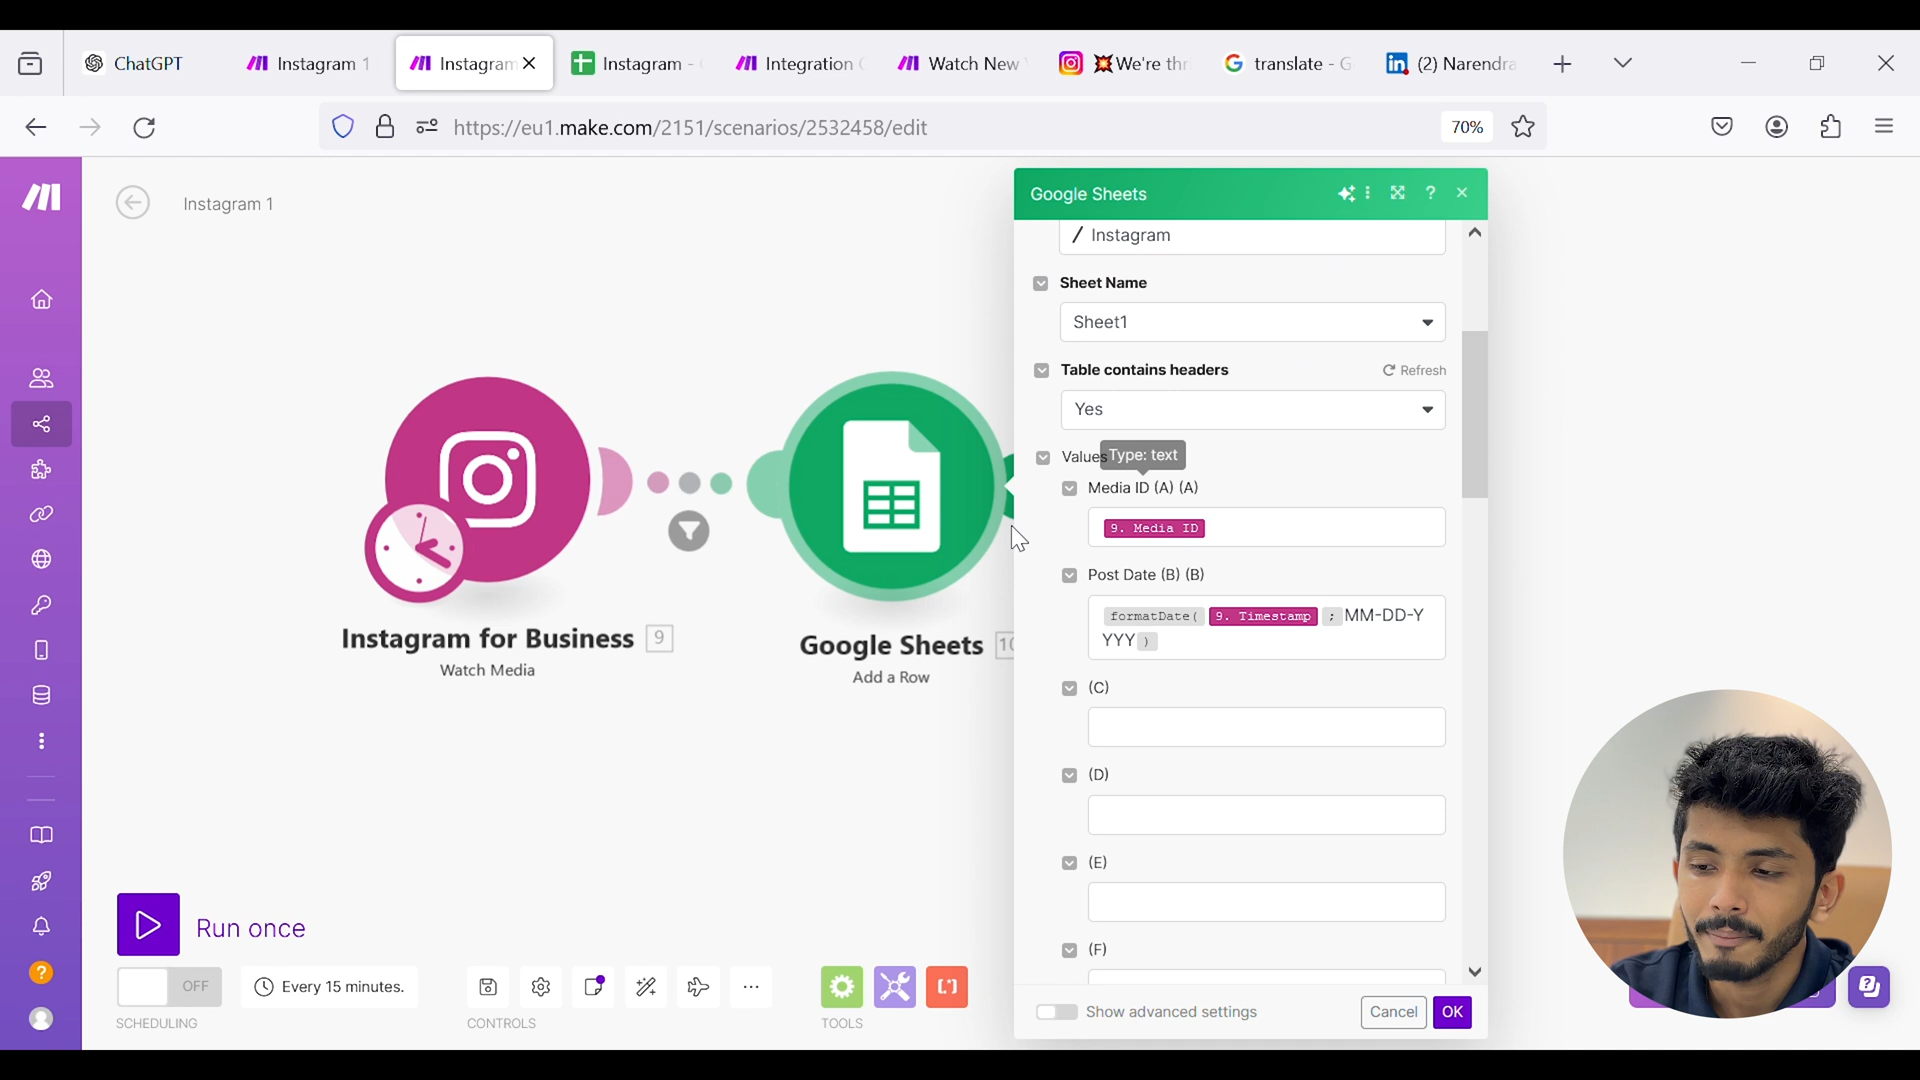 ChatGPT
Instagram 1
Instagram
Instagram -
Integration
Watch New
We're thr
translate - G
(2) Narendra
https://eu1.make.com/2151/scenarios/2532458/edit
70%
Instagram 1
Google Sheets
?
/ Instagram
Sheet Name
Sheet1
Table contains headers
Refresh
Yes
Values
Type: text
Media ID (A) (A)
9. Media ID
Post Date (B) (B)
formatDate( 9. Timestamp ; MM-DD-Y
YYY )
(C)
(D)
(E)
(F)
Instagram for Business 9
Watch Media
Google Sheets 10
Add a Row
Run once
OFF
Every 15 minutes.
SCHEDULING
CONTROLS
TOOLS
Show advanced settings
Cancel
OK